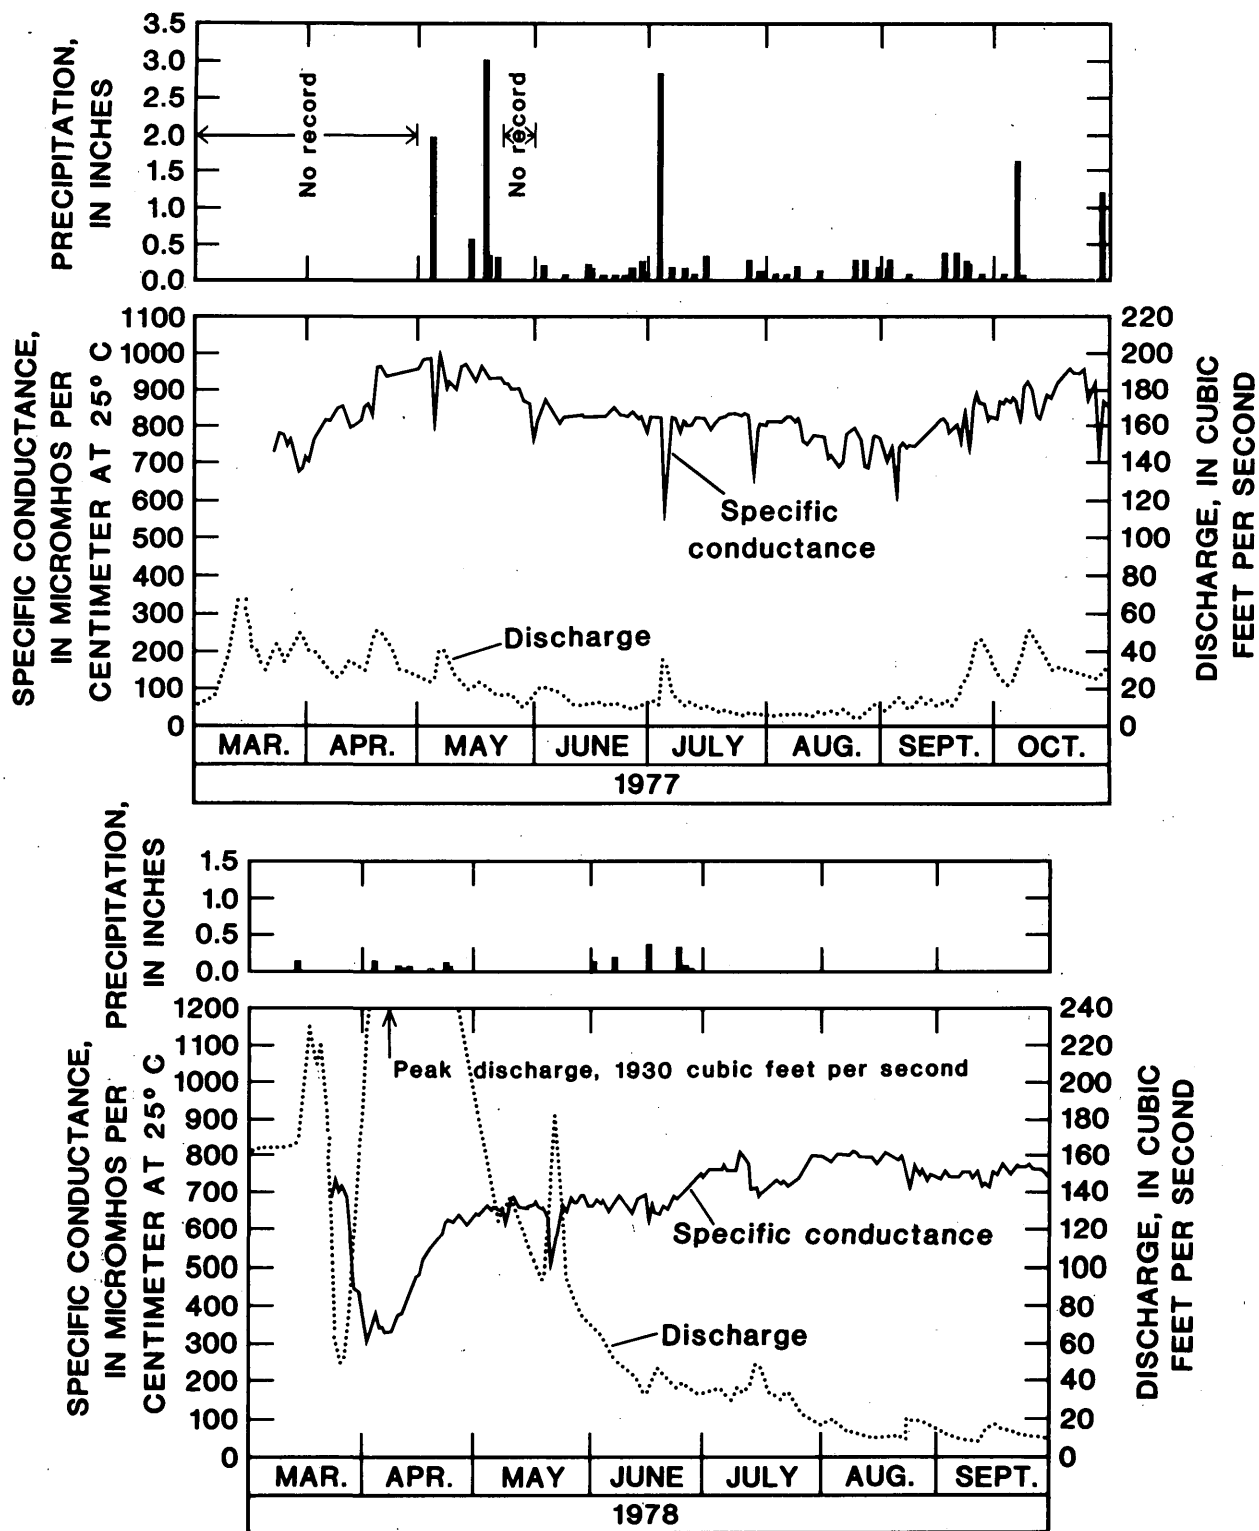 PRECIPITATION,
IN INCHES
3.5
3.0
2.5
2.0
1.5
1.0
0.5
0.0
No record
No record
SPECIFIC CONDUCTANCE,
IN MICROMHOS PER
CENTIMETER AT 25° C
1100
1000
900
800
700
600
500
400
300
200
100
0
Specific
conductance
Discharge
220
200
180
160
140
120
100
80
60
40
20
0
DISCHARGE, IN CUBIC
FEET PER SECOND
MAR. APR. MAY JUNE JULY AUG. SEPT. OCT.
1977
PRECIPITATION,
IN INCHES
1.5
1.0
0.5
0.0
SPECIFIC CONDUCTANCE,
IN MICROMHOS PER
CENTIMETER AT 25° C
1200
1100
1000
900
800
700
600
500
400
300
200
100
0
Peak discharge, 1930 cubic feet per second
Specific conductance
Discharge
240
220
200
180
160
140
120
100
80
60
40
20
0
DISCHARGE, IN CUBIC
FEET PER SECOND
MAR. APR. MAY JUNE JULY AUG. SEPT.
1978